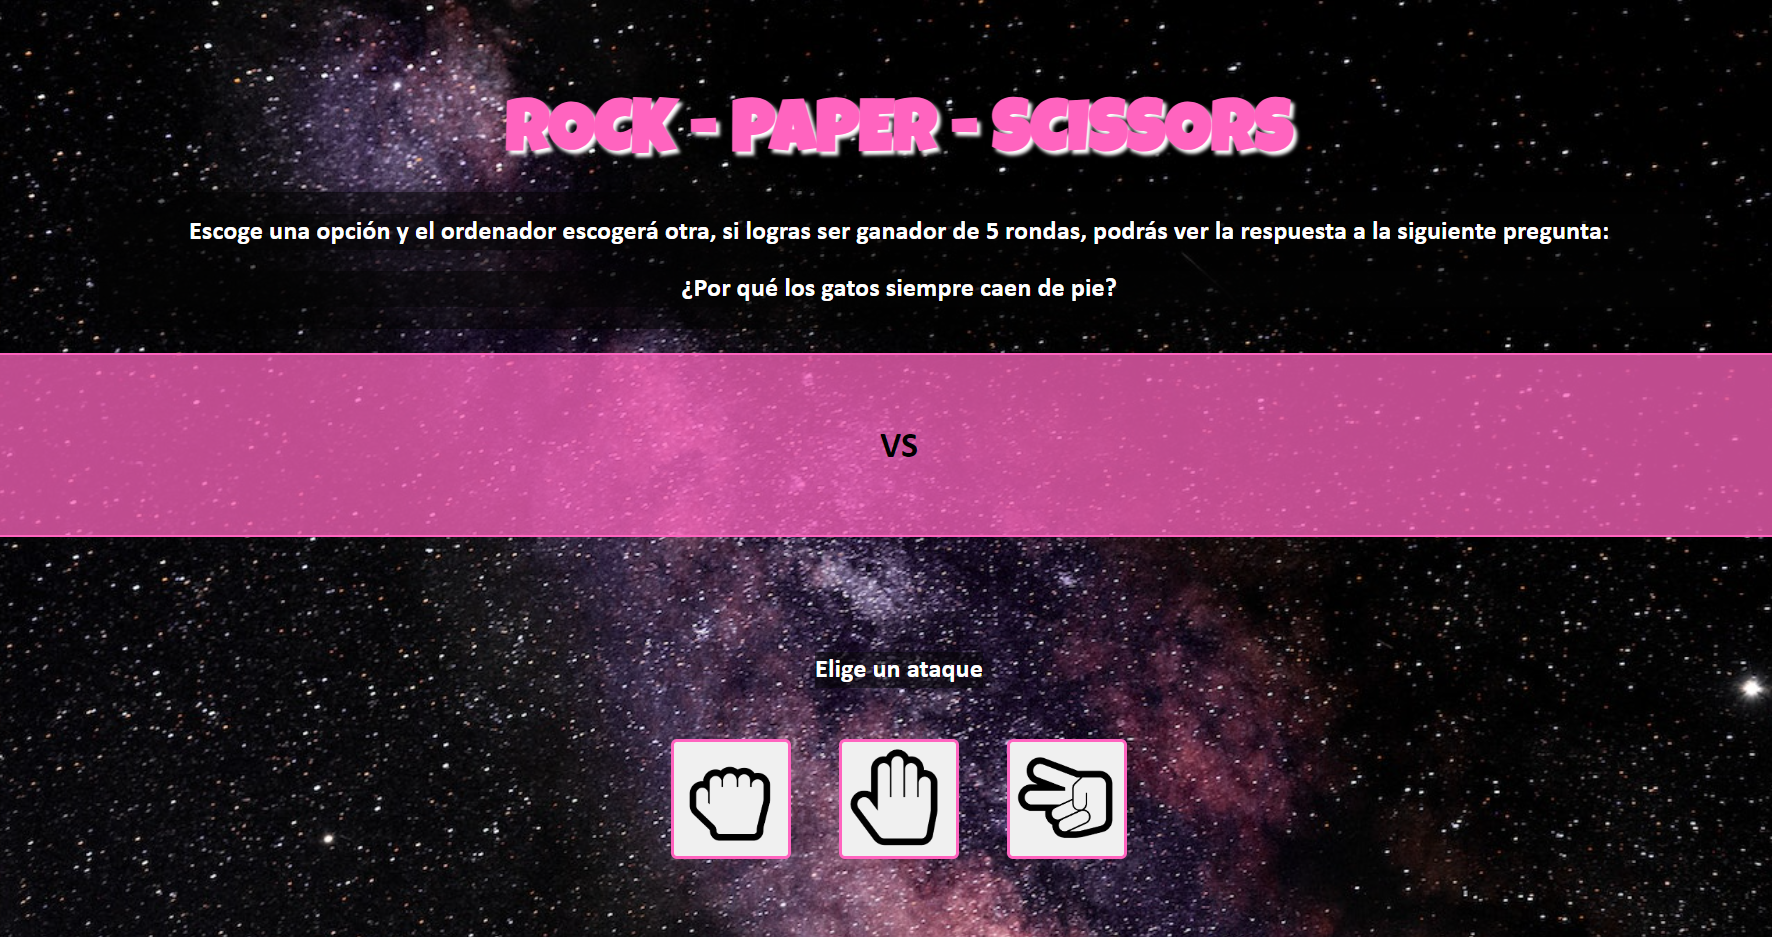 ROCK - PAPER - SCISSORS
Escoge una opción y el ordenador escogerá otra, si logras ser ganador de 5 rondas, podrás ver la respuesta a la siguiente pregunta:
¿Por qué los gatos siempre caen de pie?
VS
Elige un ataque